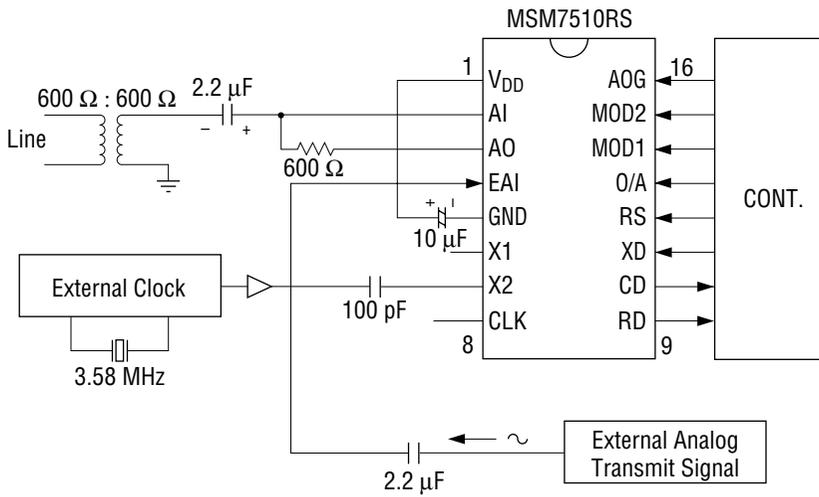 MSM7510RS
1
VDD
AOG
16
2.2 μF
600 Ω : 600 Ω
AI
MOD2
Line
− +
AO
MOD1
600 Ω
EAI
O/A
CONT.
+ −
GND
RS
10 μF
X1
XD
External Clock
X2
CD
100 pF
CLK
RD
8
9
3.58 MHz
External Analog
Transmit Signal
2.2 μF